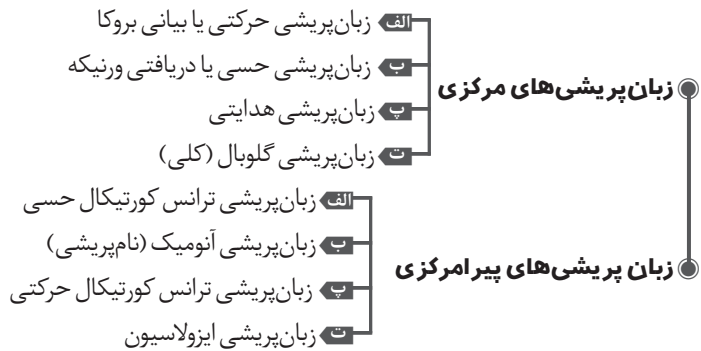 زبان‌پریشی‌های مرکزی
الف زبان‌پریشی حرکتی یا بیانی بروکا
ب زبان‌پریشی حسی یا دریافتی ورنیکه
پ زبان‌پریشی هدایتی
ت زبان‌پریشی گلوبال (کلی)
زبان پریشی‌های پیرامرکزی
الف زبان‌پریشی ترانس کورتیکال حسی
ب زبان‌پریشی آنومیک (نام‌پریشی)
پ زبان‌پریشی ترانس کورتیکال حرکتی
ت زبان‌پریشی ایزولاسیون